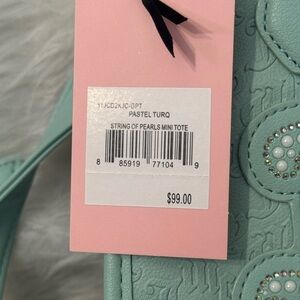 PASTEL TURQ
STRING OF PEARLS MINI TOTE
8 85919 77104 9
$99.00